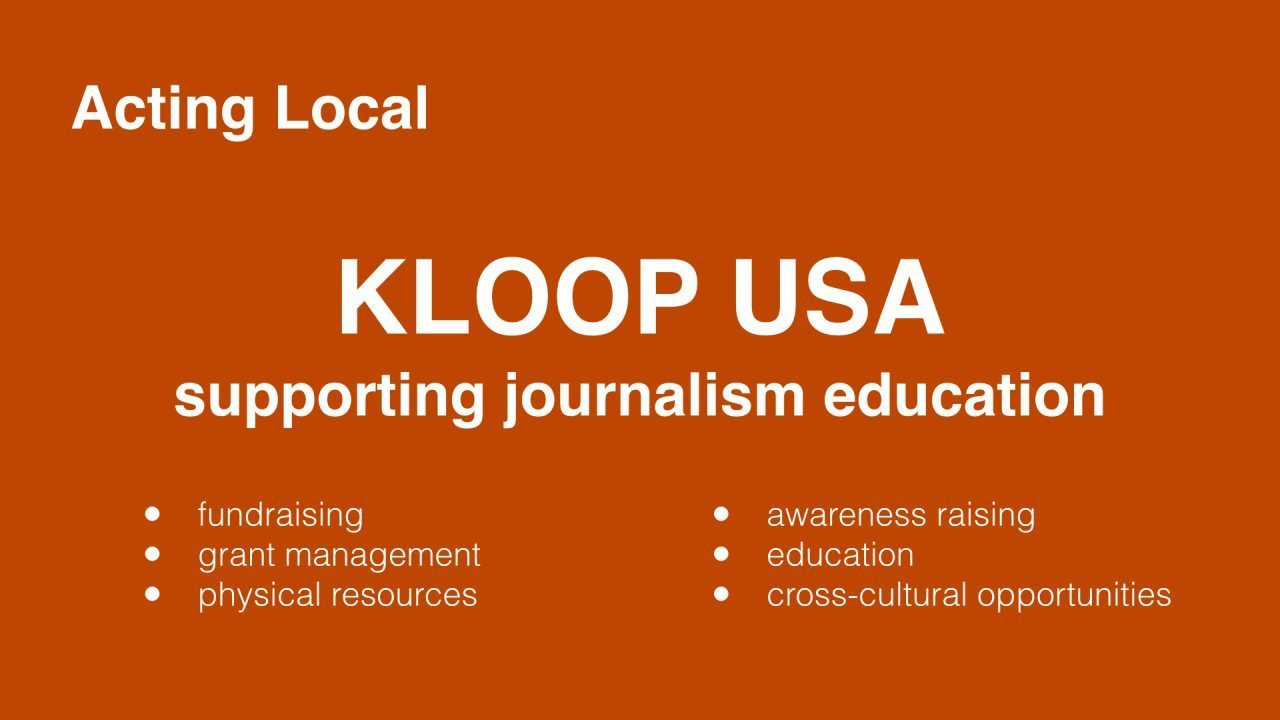 Acting Local
KLOOP USA
supporting journalism education
● fundraising
● grant management
● physical resources
● awareness raising
● education
● cross-cultural opportunities